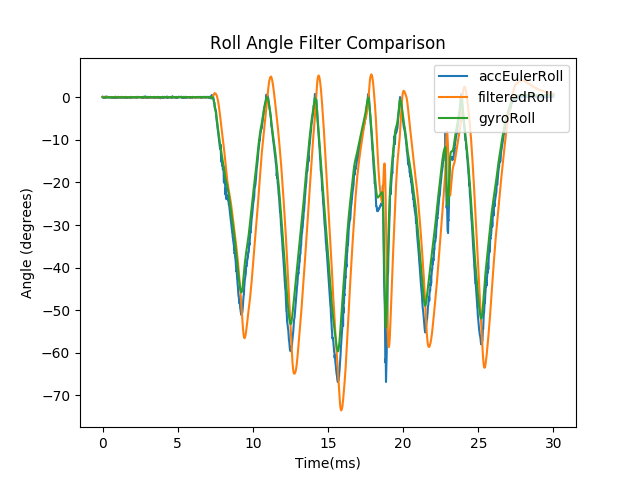 Roll Angle Filter Comparison
accEulerRoll
filteredRoll
gyroRoll
0
−10
−20
−30
−40
−50
−60
−70
Angle (degrees)
0 5 10 15 20 25 30
Time(ms)